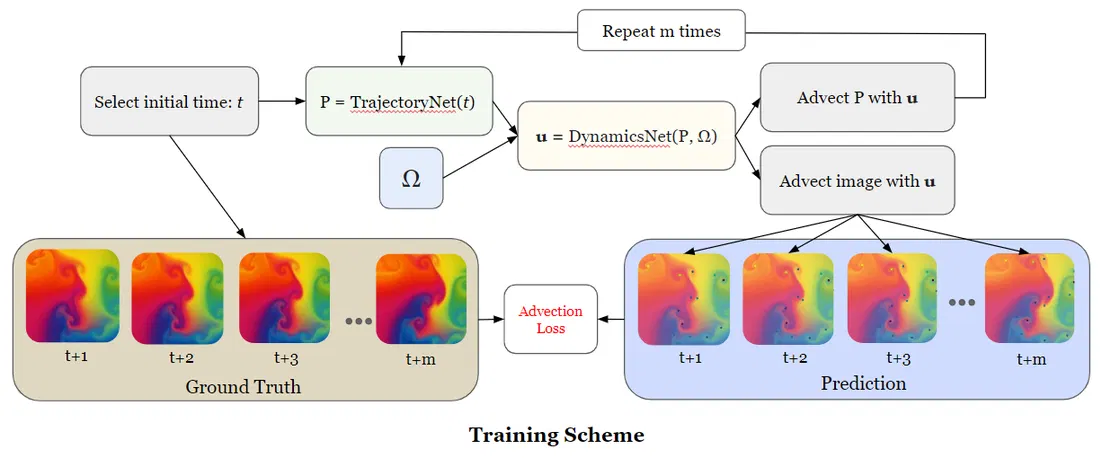 Repeat m times
Select initial time: t
P = TrajectoryNet(t)
Advect P with u
u = DynamicsNet(P, Ω)
Ω
Advect image with u
t+1
t+2
t+3
•••
t+m
Ground Truth
Advection
Loss
t+1
t+2
t+3
•••
t+m
Prediction
Training Scheme